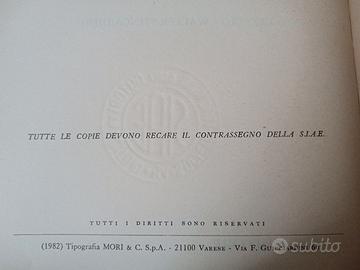 TUTTE LE COPIE DEVONO RECARE IL CONTRASSEGNO DELLA S.I.A.E.
TUTTI I DIRITTI SONO RISERVATI
(1982) Tipografia MORI & C. S.p.A. - 21100 VARESE - VIA F. GUICCIARDINI
subito